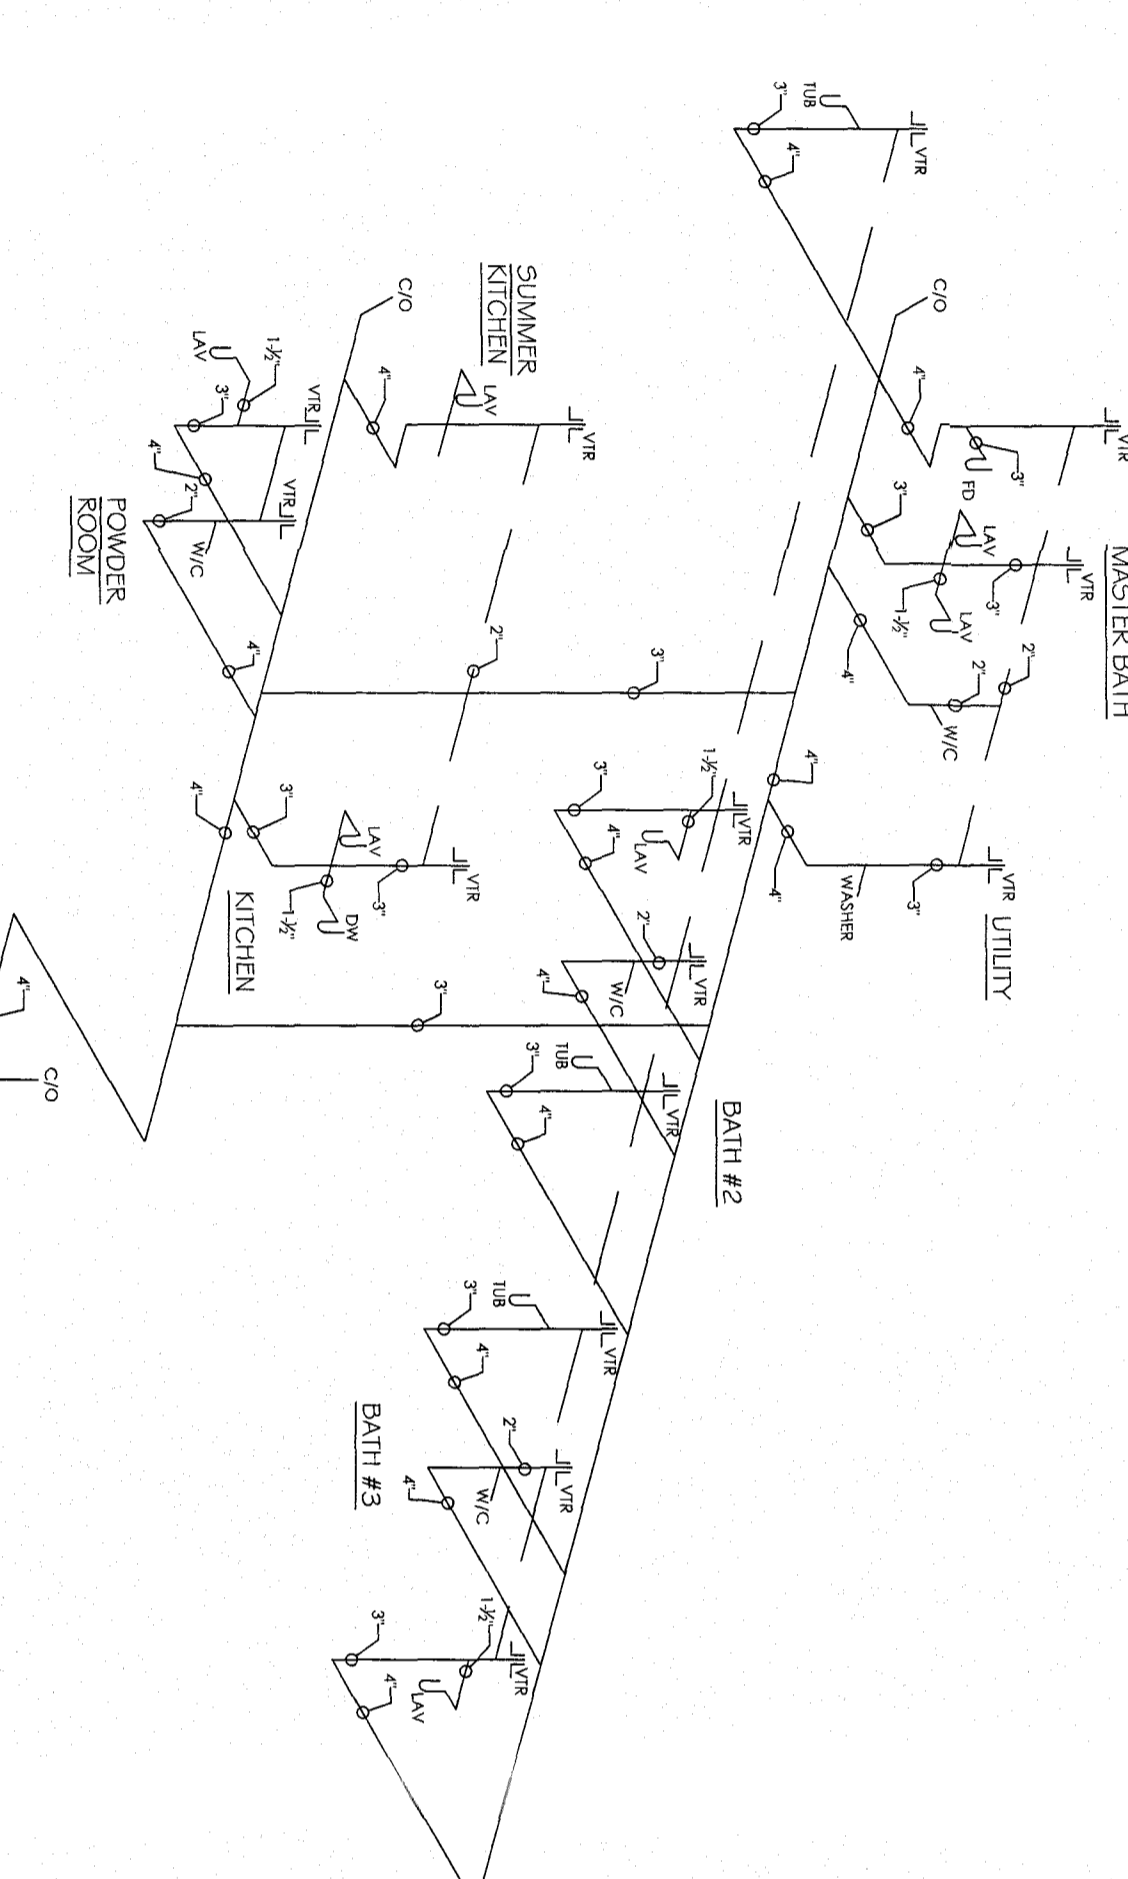 MASTER BATH
VTR
3"
FD
LAV
3"
LAV
1-½"
VTR
3"
2"
2"
W/C
4"
4"
C/O
VTR
TUB
3"
4"
UTILITY
VTR
3"
WASHER
4"
4"
SUMMER
KITCHEN
VTR
LAV
4"
C/O
2"
3"
POWDER
ROOM
VTR
1-½"
LAV
3"
4"
VTR
2"
W/C
4"
KITCHEN
VTR
3"
LAV
DW
1-½"
3"
4"
3"
BATH #2
VTR
1-½"
LAV
3"
4"
VTR
2"
W/C
4"
VTR
TUB
3"
4"
BATH #3
VTR
TUB
3"
4"
VTR
2"
W/C
4"
VTR
1-½"
LAV
3"
4"
4"
C/O